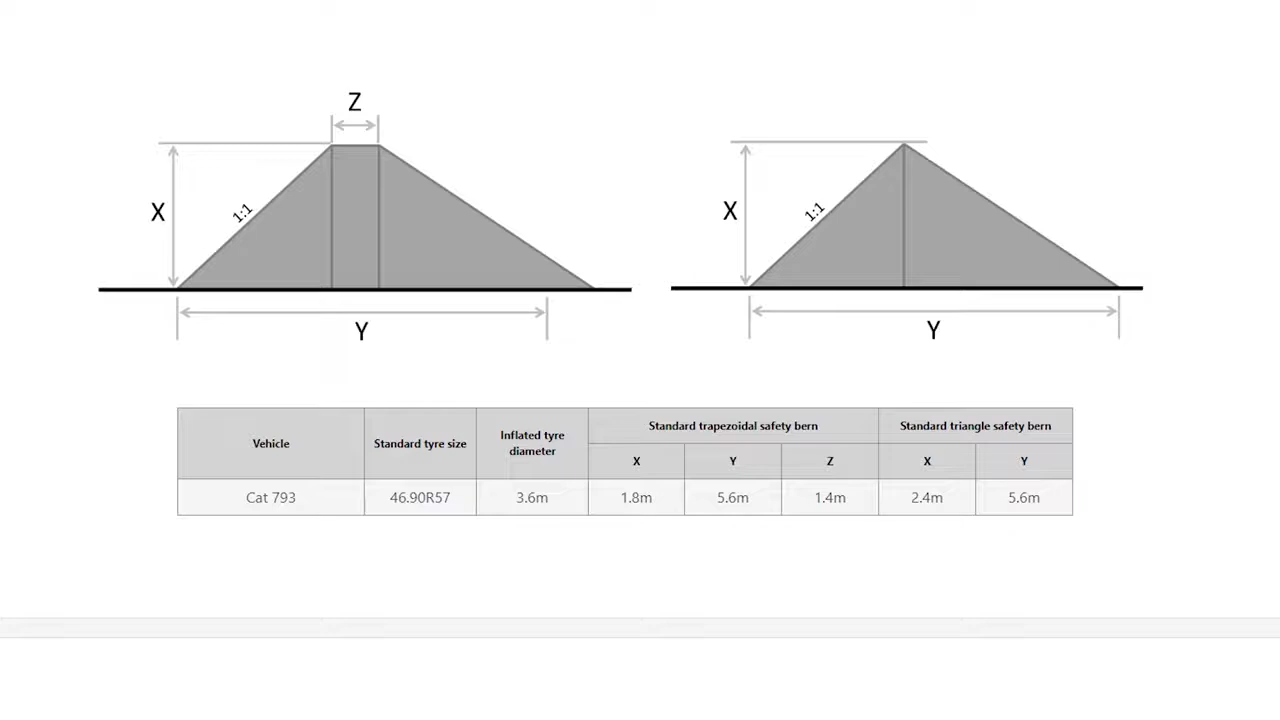 Z
X
1:1
Y
X
1:1
Y
Vehicle
Standard tyre size
Inflated tyre
diameter
Standard trapezoidal safety bern
Standard triangle safety bern
X
Y
Z
X
Y
Cat 793
46.90R57
3.6m
1.8m
5.6m
1.4m
2.4m
5.6m